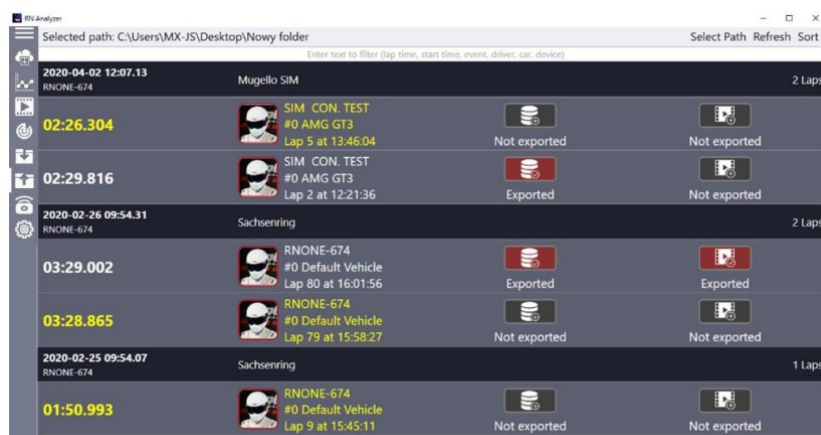 RN Analyzer
Selected path: C:\Users\MX-JS\Desktop\Nowy folder Select Path Refresh Sort
Enter text to filter (lap time, start time, event, driver, car, device)
2020-04-02 12:07.13
RNONE-674
Mugello SIM
2 Laps
02:26.304
SIM CON. TEST
#0 AMG GT3
Lap 5 at 13:46:04
Not exported
Not exported
02:29.816
SIM CON. TEST
#0 AMG GT3
Lap 2 at 12:21:36
Exported
Not exported
2020-02-26 09:54.31
RNONE-674
Sachsenring
2 Laps
03:29.002
RNONE-674
#0 Default Vehicle
Lap 80 at 16:01:56
Exported
Exported
03:28.865
RNONE-674
#0 Default Vehicle
Lap 79 at 15:58:27
Not exported
Not exported
2020-02-25 09:54.07
RNONE-674
Sachsenring
1 Laps
01:50.993
RNONE-674
#0 Default Vehicle
Lap 9 at 15:45:11
Not exported
Not exported